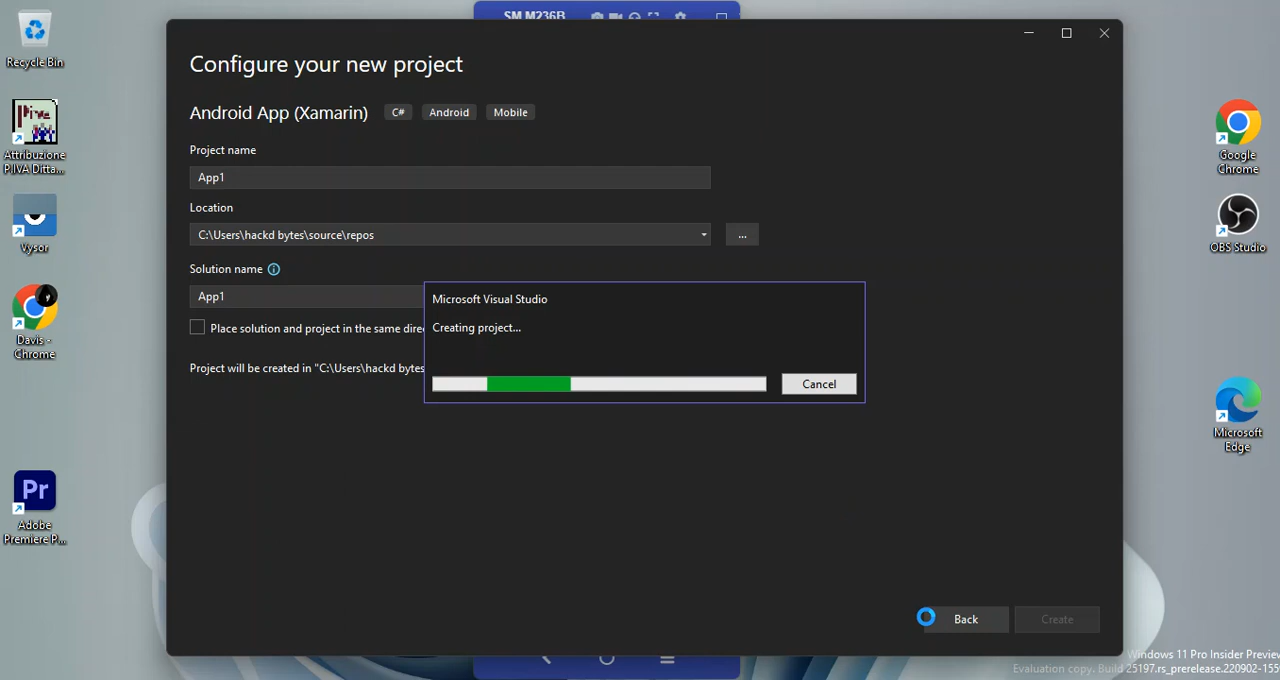 SM M236B
Recycle Bin
Attribuzione
P.IVA Ditta...
Vysor
Davis -
Chrome
Pr
Adobe
Premiere P...
Configure your new project
Android App (Xamarin) C# Android Mobile
Project name
App1
Location
C:\Users\hackd bytes\source\repos
...
Solution name
App1
Place solution and project in the same dire
Project will be created in "C:\Users\hackd bytes
Microsoft Visual Studio
Creating project...
Cancel
Back
Create
Google
Chrome
OBS Studio
Microsoft
Edge
Windows 11 Pro Insider Preview
Evaluation copy. Build 25197.rs_prerelease.220902-155